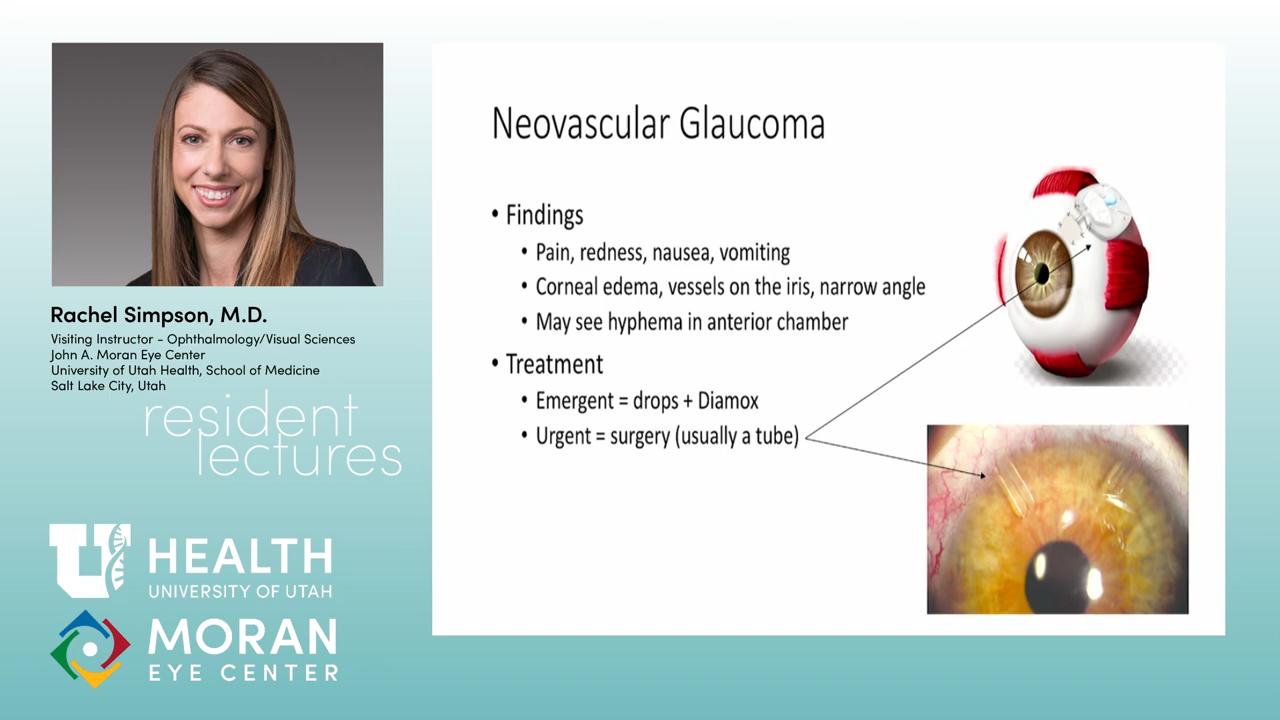 Rachel Simpson, M.D.
Visiting Instructor - Ophthalmology/Visual Sciences
John A. Moran Eye Center
University of Utah Health, School of Medicine
Salt Lake City, Utah
resident
lectures
U HEALTH
UNIVERSITY OF UTAH
MORAN
EYE CENTER
Neovascular Glaucoma
• Findings
• Pain, redness, nausea, vomiting
• Corneal edema, vessels on the iris, narrow angle
• May see hyphema in anterior chamber
• Treatment
• Emergent = drops + Diamox
• Urgent = surgery (usually a tube)